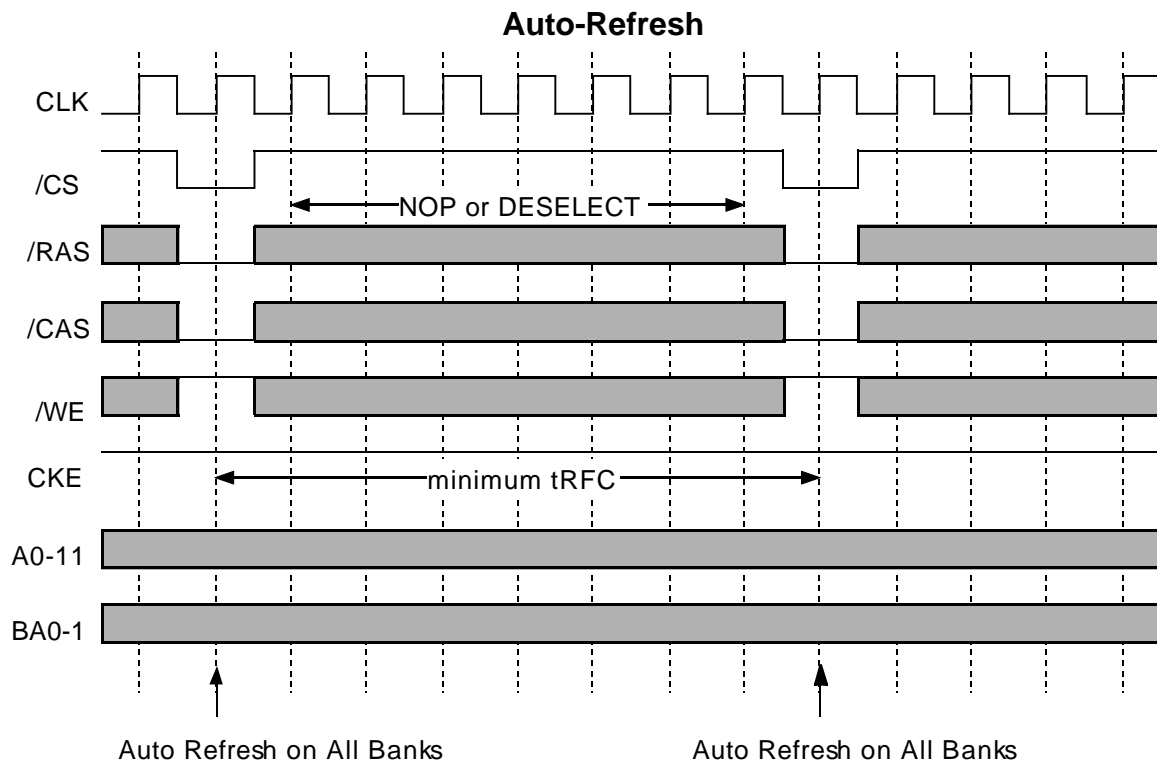 Auto-Refresh
CLK
/CS
NOP or DESELECT
/RAS
/CAS
/WE
CKE
minimum tRFC
A0-11
BA0-1
Auto Refresh on All Banks
Auto Refresh on All Banks